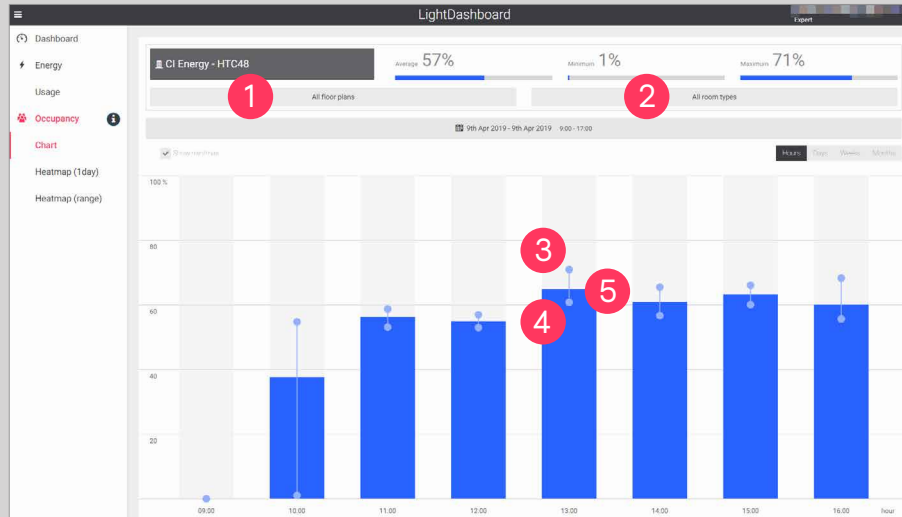 LightDashboard
Expert
Dashboard
Energy
Usage
Occupancy
Chart
Heatmap (1day)
Heatmap (range)
CI Energy - HTC48
Average 57%
Minimum 1%
Maximum 71%
1
All floor plans
2
All room types
9th Apr 2019 - 9th Apr 2019 9:00 - 17:00
Hours Days Weeks Months
100 %
80
60
40
20
3
5
4
09:00 10:00 11:00 12:00 13:00 14:00 15:00 16:00 hour